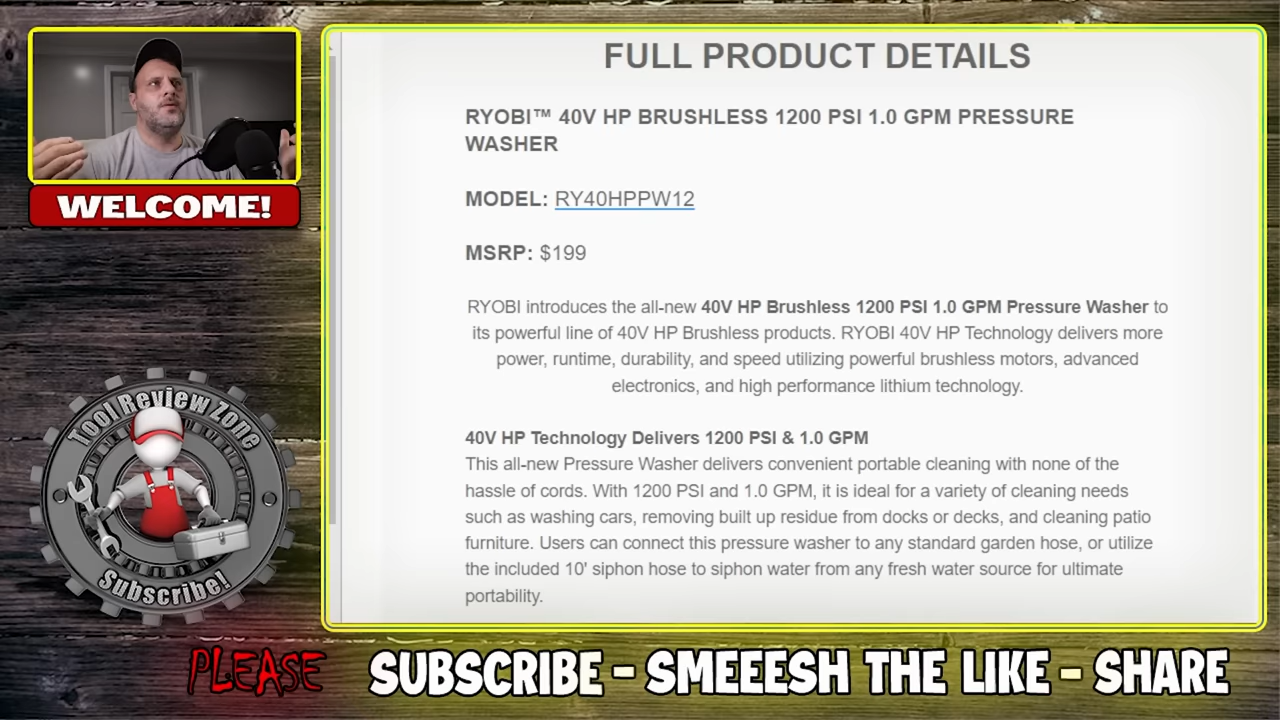 WELCOME!
Tool Review Zone
Subscribe!
FULL PRODUCT DETAILS
RYOBI™ 40V HP BRUSHLESS 1200 PSI 1.0 GPM PRESSURE
WASHER
MODEL: RY40HPPW12
MSRP: $199
RYOBI introduces the all-new 40V HP Brushless 1200 PSI 1.0 GPM Pressure Washer to
its powerful line of 40V HP Brushless products. RYOBI 40V HP Technology delivers more
power, runtime, durability, and speed utilizing powerful brushless motors, advanced
electronics, and high performance lithium technology.
40V HP Technology Delivers 1200 PSI & 1.0 GPM
This all-new Pressure Washer delivers convenient portable cleaning with none of the
hassle of cords. With 1200 PSI and 1.0 GPM, it is ideal for a variety of cleaning needs
such as washing cars, removing built up residue from docks or decks, and cleaning patio
furniture. Users can connect this pressure washer to any standard garden hose, or utilize
the included 10' siphon hose to siphon water from any fresh water source for ultimate
portability.
PLEASE SUBSCRIBE - SMEEESH THE LIKE - SHARE